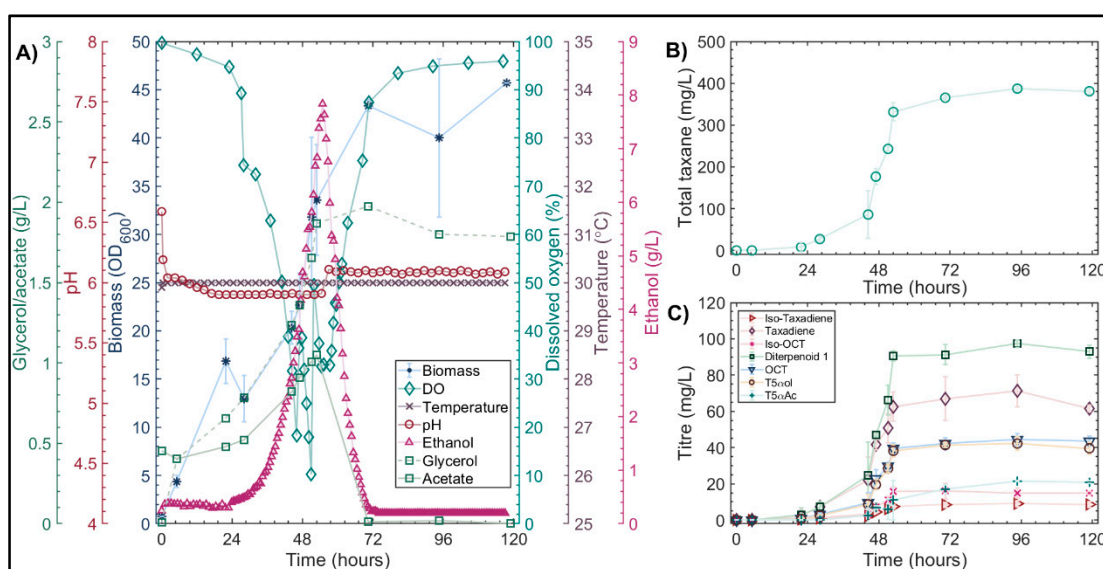 A)
Glycerol/acetate (g/L)
0
0.5
1
1.5
2
2.5
3
pH
4
4.5
5
5.5
6
6.5
7
7.5
8
Biomass (OD600)
0
5
10
15
20
25
30
35
40
45
50
Dissolved oxygen (%)
0
10
20
30
40
50
60
70
80
90
100
Temperature (°C)
25
26
27
28
29
30
31
32
33
34
35
Ethanol (g/L)
0
1
2
3
4
5
6
7
8
9
Biomass
DO
Temperature
pH
Ethanol
Glycerol
Acetate
0 24 48 72 96 120
Time (hours)
B)
Total taxane (mg/L)
500
400
300
200
100
0
0 24 48 72 96 120
Time (hours)
C)
Titre (mg/L)
120
100
80
60
40
20
0
Iso-Taxadiene
Taxadiene
Iso-OCT
Diterpenoid 1
OCT
T5αol
T5αAc
0 24 48 72 96 120
Time (hours)